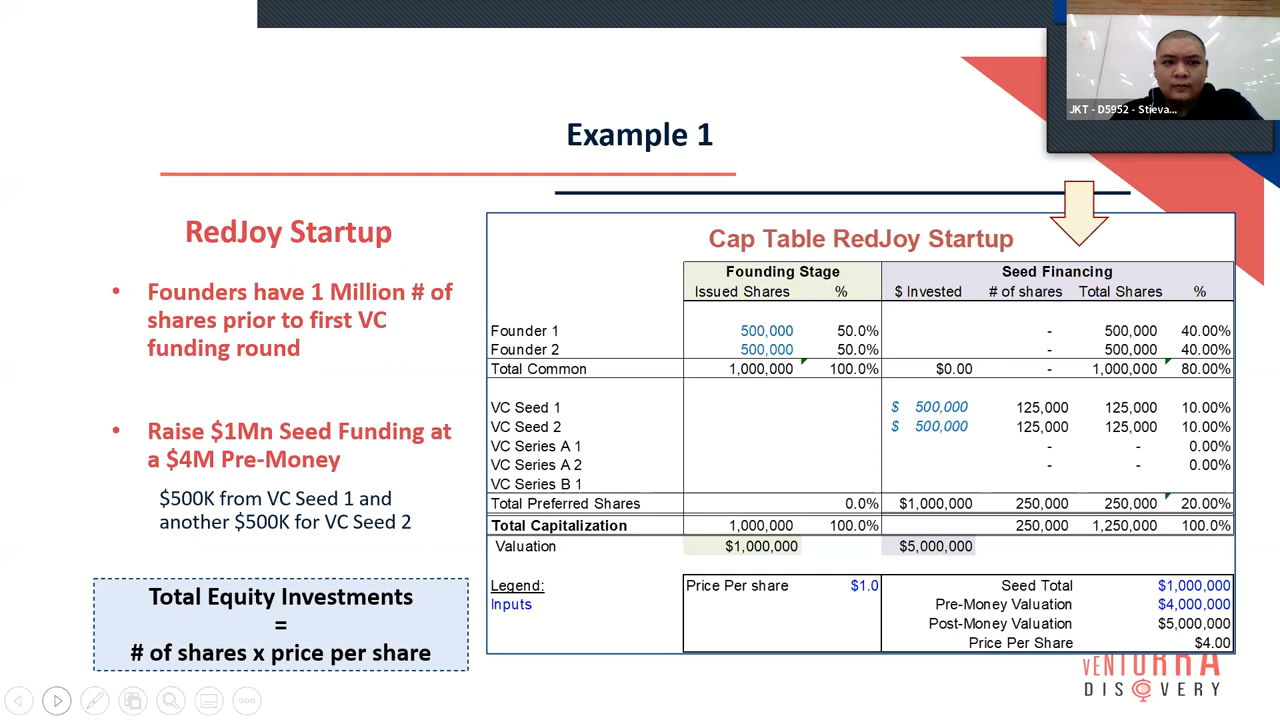 JKT - D5952 - Stieva...
Example 1
RedJoy Startup
• Founders have 1 Million # of
shares prior to first VC
funding round
• Raise $1Mn Seed Funding at
a $4M Pre-Money
$500K from VC Seed 1 and
another $500K for VC Seed 2
Total Equity Investments
=
# of shares x price per share
Cap Table RedJoy Startup
Founding Stage Seed Financing
Issued Shares % $ Invested # of shares Total Shares %
Founder 1 500,000 50.0% - 500,000 40.00%
Founder 2 500,000 50.0% - 500,000 40.00%
Total Common 1,000,000 100.0% $0.00 - 1,000,000 80.00%
VC Seed 1 $ 500,000 125,000 125,000 10.00%
VC Seed 2 $ 500,000 125,000 125,000 10.00%
VC Series A 1 - - 0.00%
VC Series A 2 - - 0.00%
VC Series B 1
Total Preferred Shares 0.0% $1,000,000 250,000 250,000 20.00%
Total Capitalization 1,000,000 100.0% 250,000 1,250,000 100.0%
Valuation $1,000,000 $5,000,000
Legend: Price Per share $1.0 Seed Total $1,000,000
Inputs Pre-Money Valuation $4,000,000
Post-Money Valuation $5,000,000
Price Per Share $4.00
VENTURRA
DISCOVERY